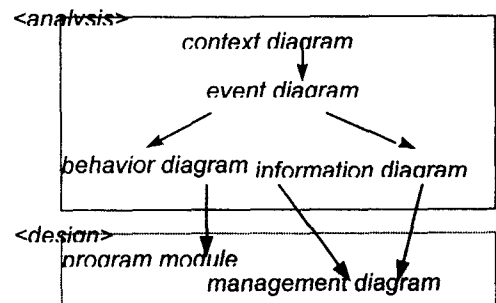 <analysis>
context diagram
event diagram
behavior diagram information diagram
<design>
program module
management diagram